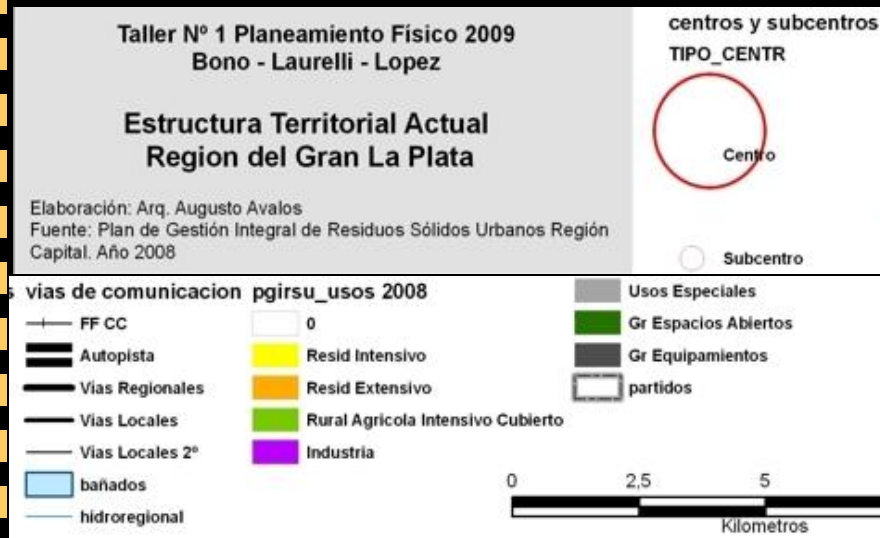 Taller Nº 1 Planeamiento Físico 2009
Bono - Laurelli - Lopez
Estructura Territorial Actual
Region del Gran La Plata
Elaboración: Arq. Augusto Avalos
Fuente: Plan de Gestión Integral de Residuos Sólidos Urbanos Región
Capital. Año 2008
centros y subcentros
TIPO_CENTR
Centro
Subcentro
vias de comunicacion
FF CC
Autopista
Vias Regionales
Vias Locales
Vias Locales 2º
bañados
hidroregional
pgirsu_usos 2008
0
Resid Intensivo
Resid Extensivo
Rural Agricola Intensivo Cubierto
Industria
Usos Especiales
Gr Espacios Abiertos
Gr Equipamientos
partidos
0 2,5 5
Kilometros